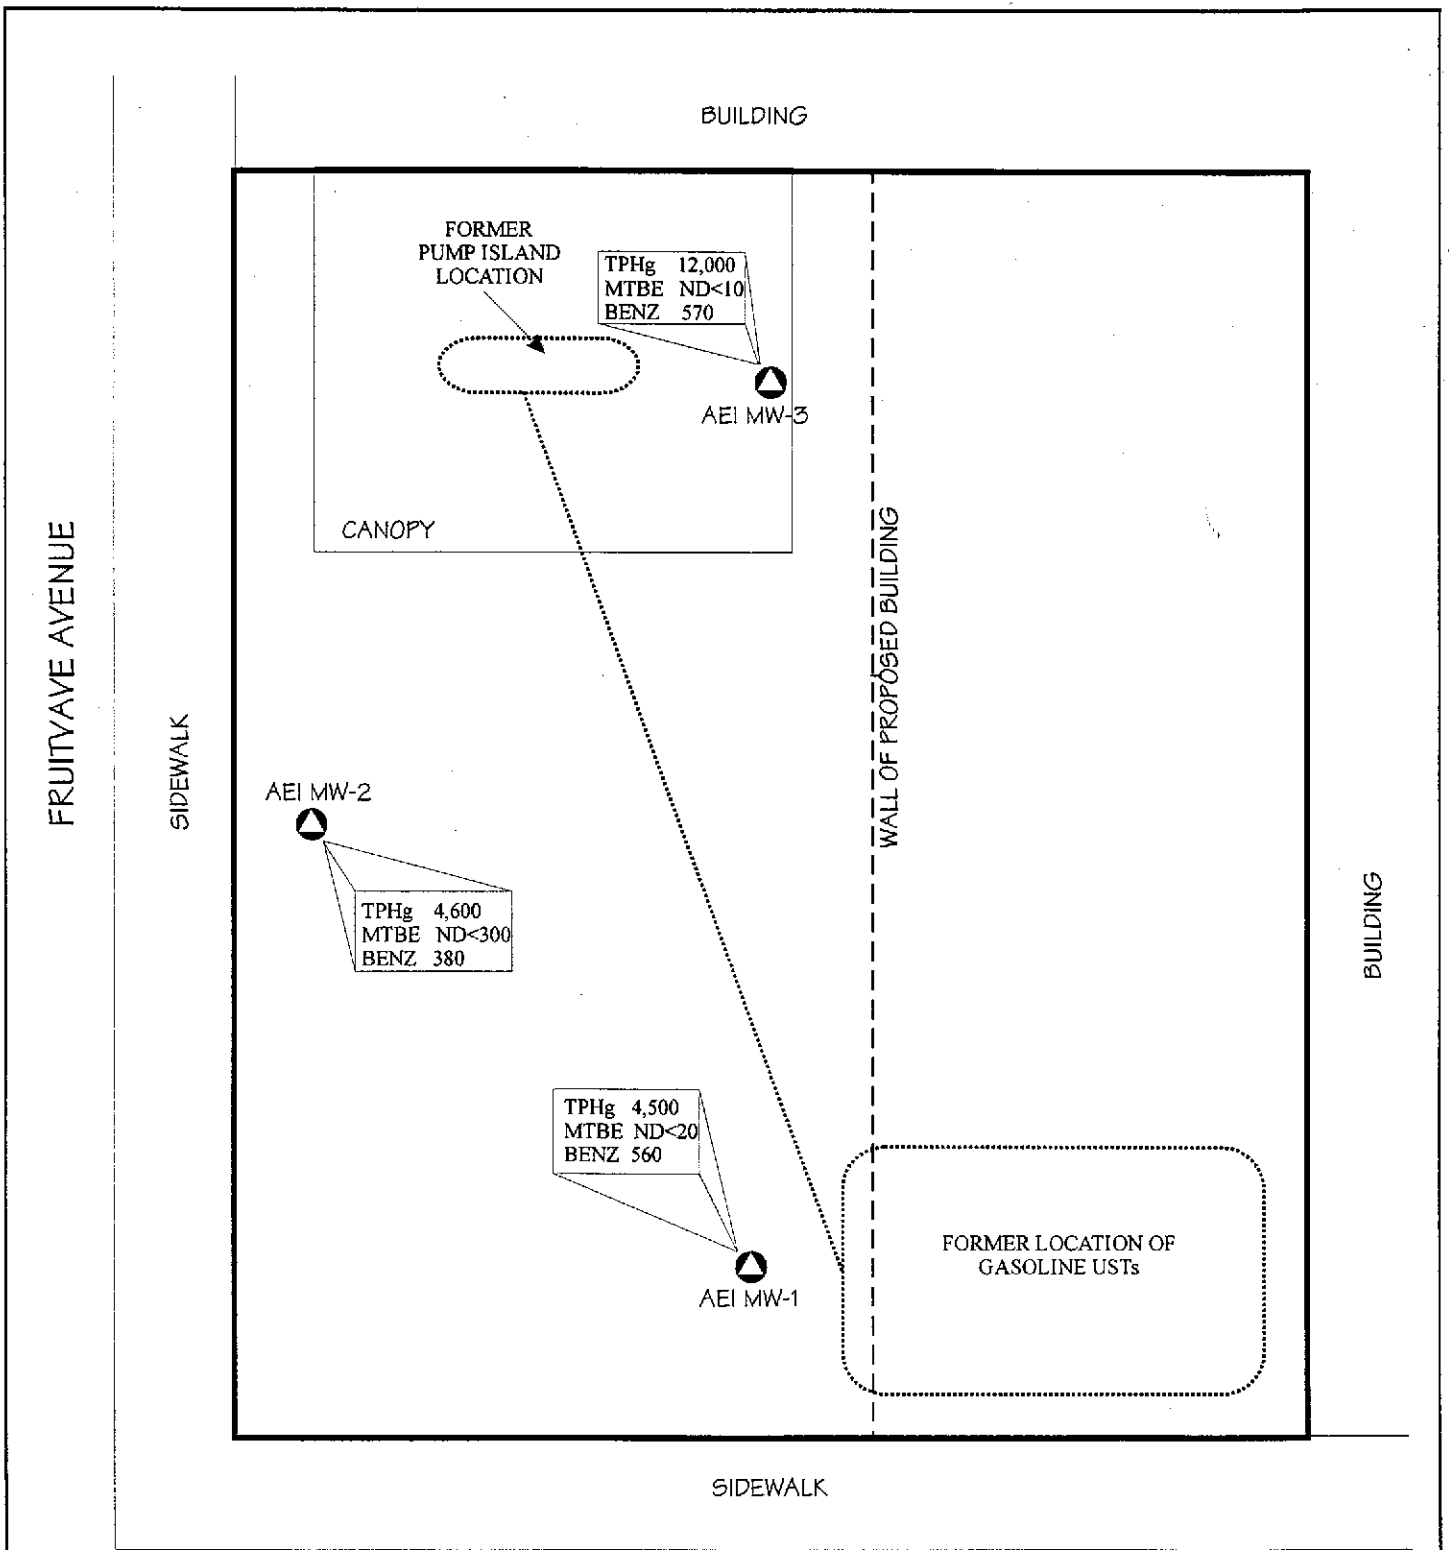 BUILDING
FORMER
PUMP ISLAND
LOCATION
TPHg 12,000
MTBE ND<10
BENZ 570
AEI MW-3
CANOPY
FRUITVAVE AVENUE
SIDEWALK
WALL OF PROPOSED BUILDING
AEI MW-2
TPHg 4,600
MTBE ND<300
BENZ 380
BUILDING
TPHg 4,500
MTBE ND<20
BENZ 560
AEI MW-1
FORMER LOCATION OF
GASOLINE USTs
SIDEWALK